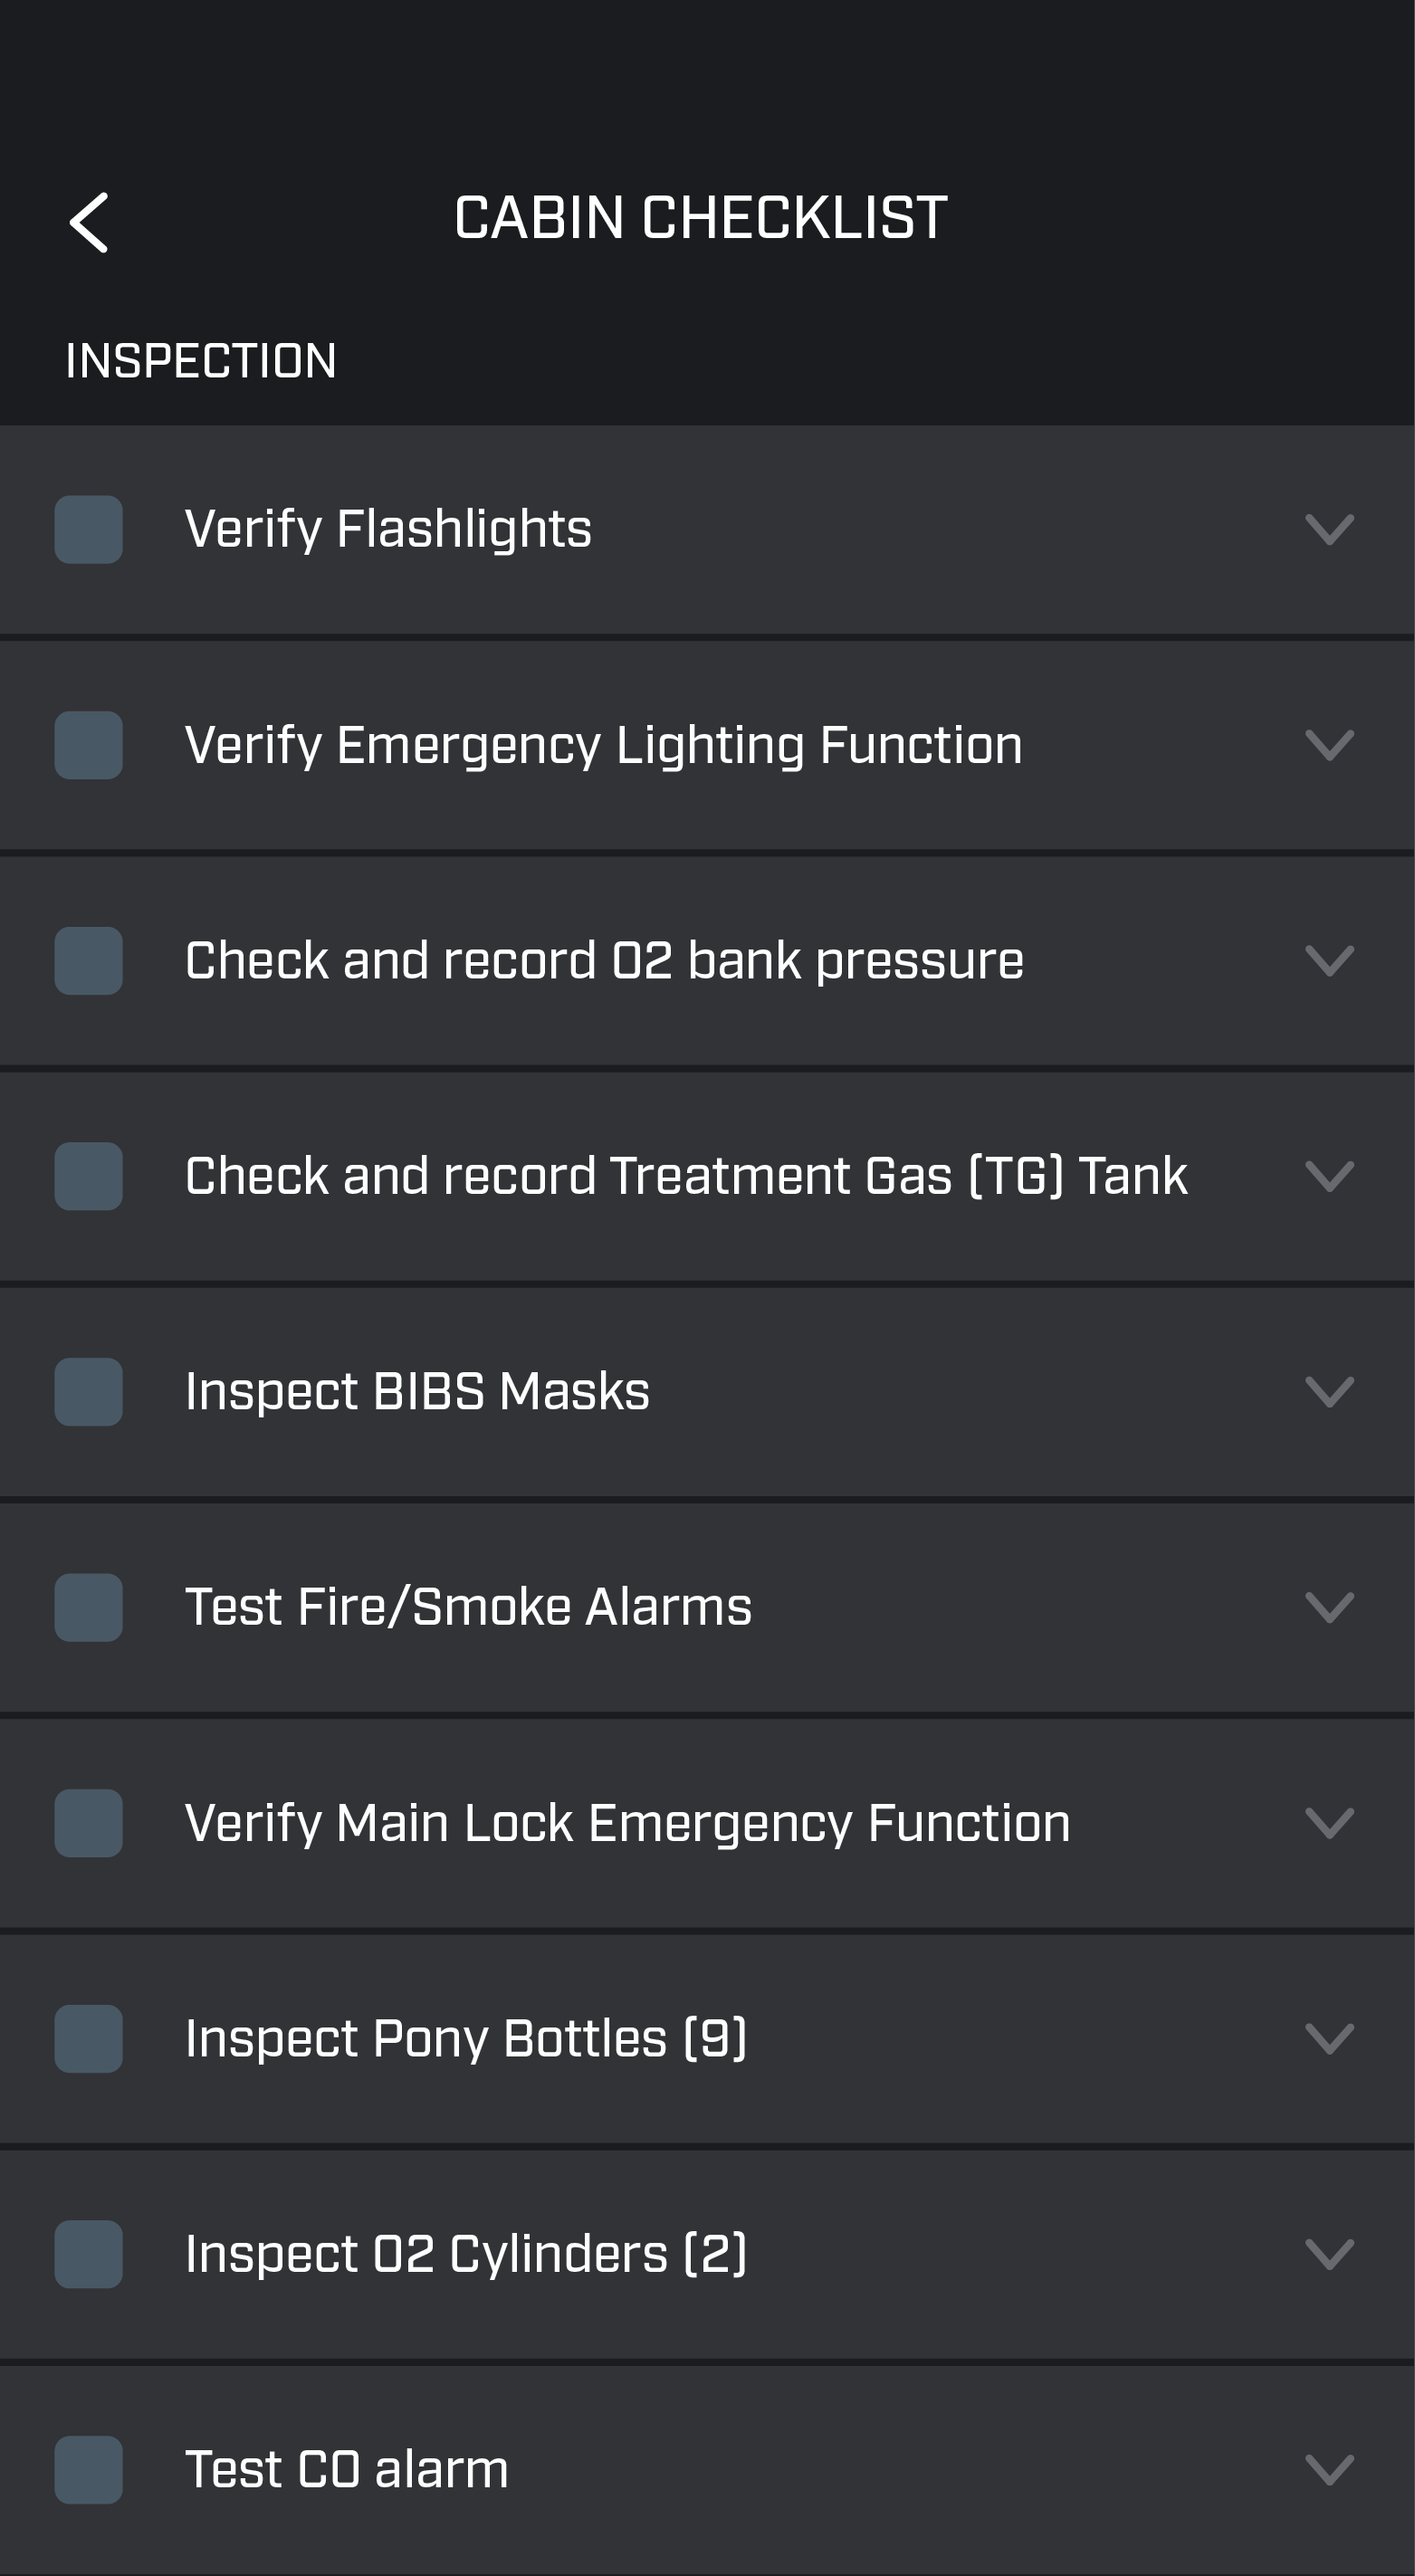 CABIN CHECKLIST
INSPECTION
Verify Flashlights
Verify Emergency Lighting Function
Check and record O2 bank pressure
Check and record Treatment Gas (TG) Tank
Inspect BIBS Masks
Test Fire/Smoke Alarms
Verify Main Lock Emergency Function
Inspect Pony Bottles (9)
Inspect O2 Cylinders (2)
Test CO alarm